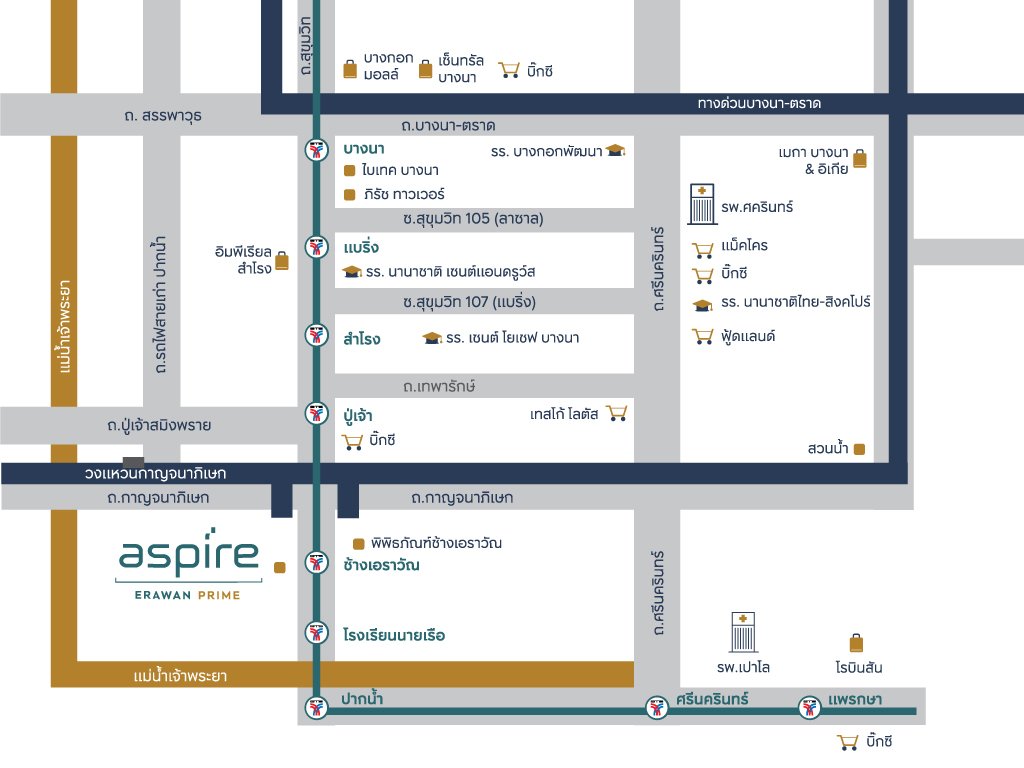 ถ.สุขุมวิท
บางกอก
มอลล์
เซ็นทรัล
บางนา
บิ๊กซี
ทางด่วนบางนา-ตราด
ถ. สรรพาวุธ
ถ.บางนา-ตราด
บางนา
รร. บางกอกพัฒนา
ไบเทค บางนา
ภิรัช ทาวเวอร์
เมกา บางนา
& อิเกีย
รพ.ศครินทร์
ซ.สุขุมวิท 105 (ลาซาล)
แบริ่ง
อิมพีเรียล
สำโรง
รร. นานาชาติ เซนต์แอนดรูว์ส
แม็คโคร
บิ๊กซี
ถ.ศรีนครินทร์
ซ.สุขุมวิท 107 (แบริ่ง)
รร. นานาชาติไทย-สิงคโปร์
แม่น้ำเจ้าพระยา
ถ.รถไฟสายเก่า ปากน้ำ
สำโรง
รร. เซนต์ โยเซฟ บางนา
ฟู้ดแลนด์
ถ.เทพารักษ์
ปู่เจ้า
เทสโก้ โลตัส
ถ.ปู่เจ้าสมิงพราย
บิ๊กซี
สวนน้ำ
วงแหวนกาญจนาภิเษก
ถ.กาญจนาภิเษก
ถ.กาญจนาภิเษก
aspire
ERAWAN PRIME
พิพิธภัณฑ์ช้างเอราวัณ
ช้างเอราวัณ
ถ.ศรีนครินทร์
โรงเรียนนายเรือ
รพ.เปาโล
โรบินสัน
แม่น้ำเจ้าพระยา
ปากน้ำ
ศรีนครินทร์
แพรกษา
บิ๊กซี